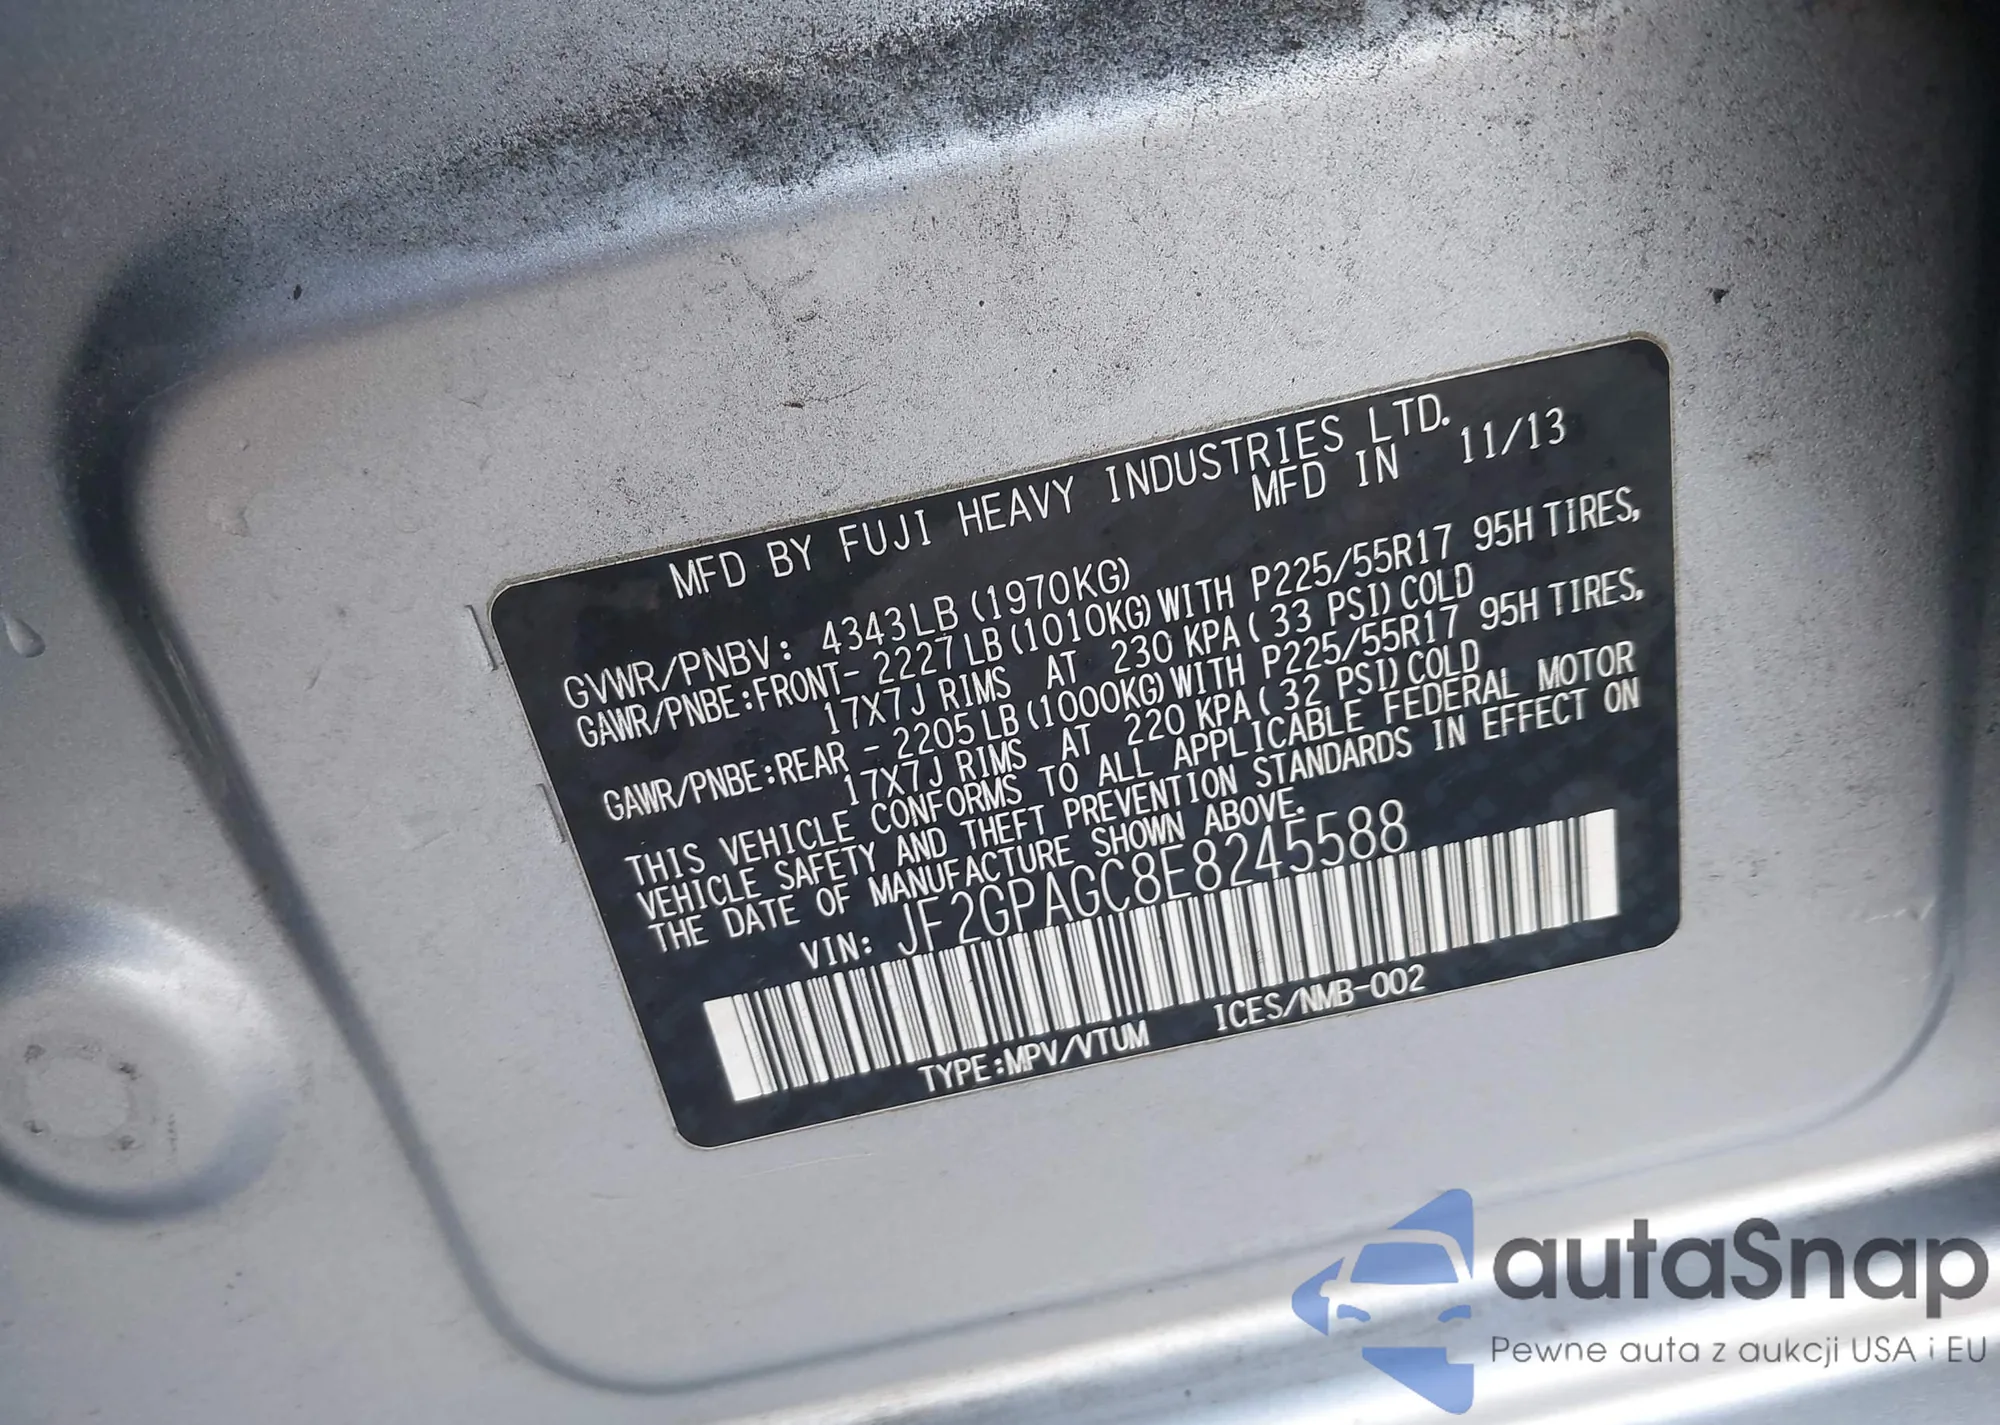 MFD BY FUJI HEAVY INDUSTRIES LTD.
MFD IN 11/13
GVWR/PNBV: 4343LB (1970KG)
GAWR/PNBE:FRONT- 2227LB (1010KG) WITH P225/55R17 95H TIRES,
17X7J RIMS AT 230 KPA ( 33 PSI) COLD
GAWR/PNBE:REAR - 2205LB (1000KG) WITH P225/55R17 95H TIRES,
17X7J RIMS AT 220 KPA ( 32 PSI) COLD
THIS VEHICLE CONFORMS TO ALL APPLICABLE FEDERAL MOTOR
VEHICLE SAFETY AND THEFT PREVENTION STANDARDS IN EFFECT ON
THE DATE OF MANUFACTURE SHOWN ABOVE.
VIN: JF2GPAGC8E8245588
TYPE:MPV/VTUM ICES/NMB-002
autaSnap
Pewne auta z aukcji USA i EU